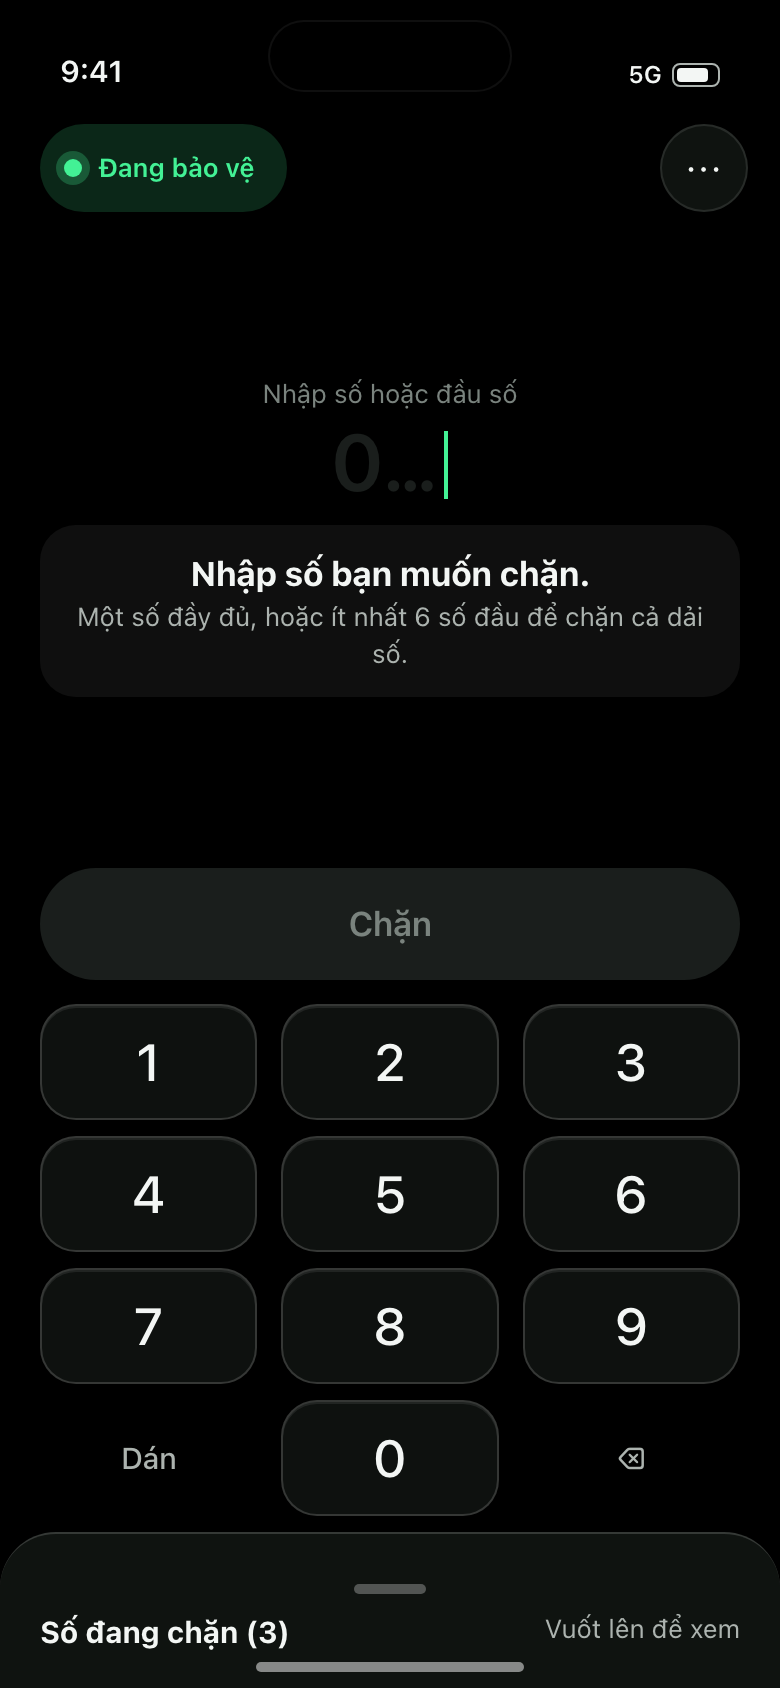 9:41
5G
Đang bảo vệ
...
Nhập số hoặc đầu số
0...
Nhập số bạn muốn chặn.
Một số đầy đủ, hoặc ít nhất 6 số đầu để chặn cả dải
số.
Chặn
1 2 3
4 5 6
7 8 9
Dán 0
Số đang chặn (3) Vuốt lên để xem